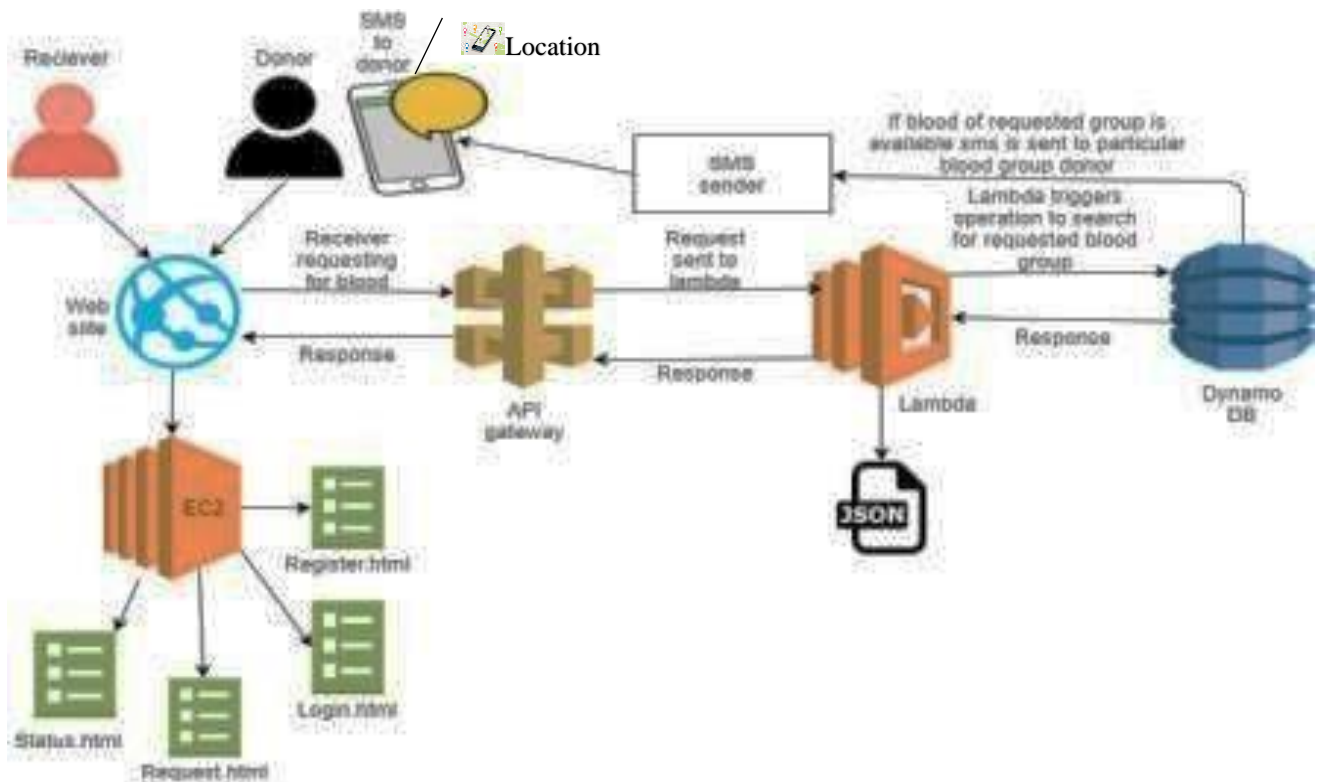 SMS
to
donor
Location
Reciever
Donor
If blood of requested group is
available sms is sent to particular
blood group donor
SMS
sender
Lambda triggers
operation to search
for requested blood
group
Receiver
requesting
for blood
Request
sent to
lambda
Web
site
Response
Response
Response
API
gateway
Lambda
Dynamo
DB
EC2
JSON
Register.html
Login.html
Status.html
Request.html